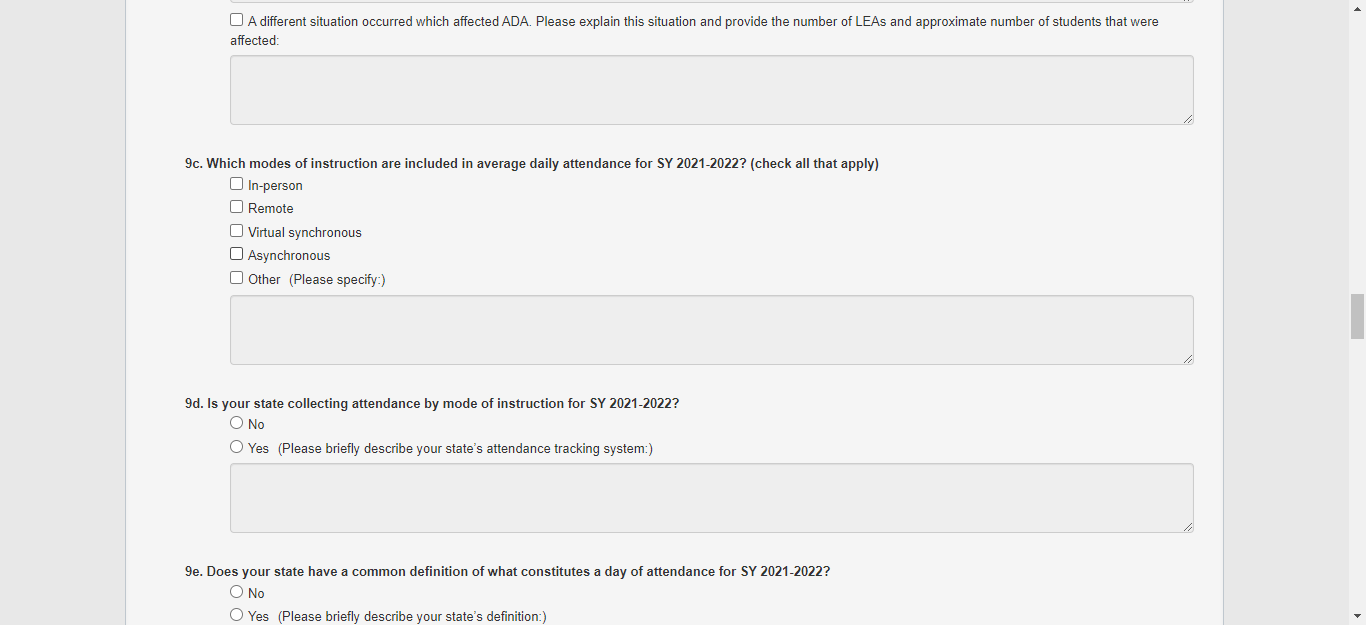 A different situation occurred which affected ADA. Please explain this situation and provide the number of LEAs and approximate number of students that were
affected:
9c. Which modes of instruction are included in average daily attendance for SY 2021-2022? (check all that apply)
In-person
Remote
Virtual synchronous
Asynchronous
Other (Please specify:)
9d. Is your state collecting attendance by mode of instruction for SY 2021-2022?
No
Yes (Please briefly describe your state's attendance tracking system:)
9e. Does your state have a common definition of what constitutes a day of attendance for SY 2021-2022?
No
Yes (Please briefly describe your state's definition:)